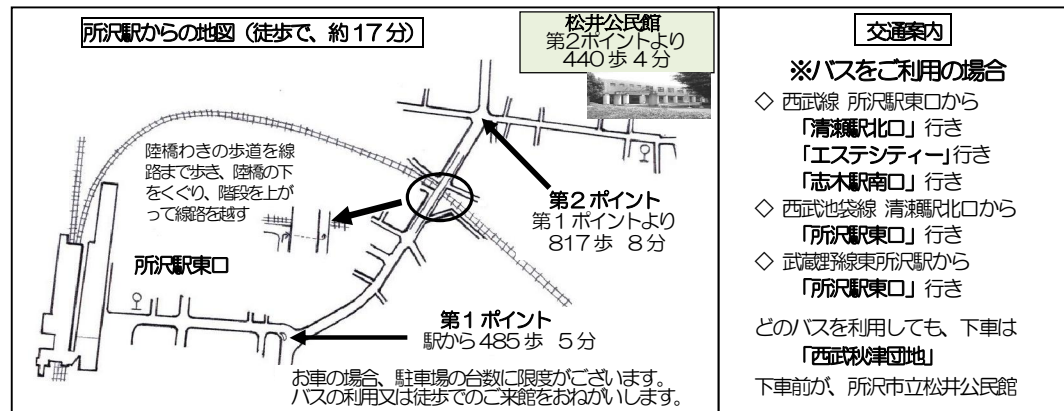 所沢駅からの地図（徒歩で、約17分）
松井公民館
第2ポイントより
440歩 4分
陸橋わきの歩道を線
路まで歩き、陸橋の下
をくぐり、階段を上が
って線路を越す
第2ポイント
第1ポイントより
817歩 8分
所沢駅東口
第1ポイント
駅から485歩 5分
お車の場合、駐車場の台数に限度がございます。
バスの利用又は徒歩でのご来館をおねがいします。
交通案内
※バスをご利用の場合
◇ 西武線 所沢駅東口から
「清瀬駅北口」行き
「エステシティー」行き
「志木駅南口」行き
◇ 西武池袋線 清瀬駅北口から
「所沢駅東口」行き
◇ 武蔵野線東所沢駅から
「所沢駅東口」行き
どのバスを利用しても、下車は
「西武秋津団地」
下車前が、所沢市立松井公民館